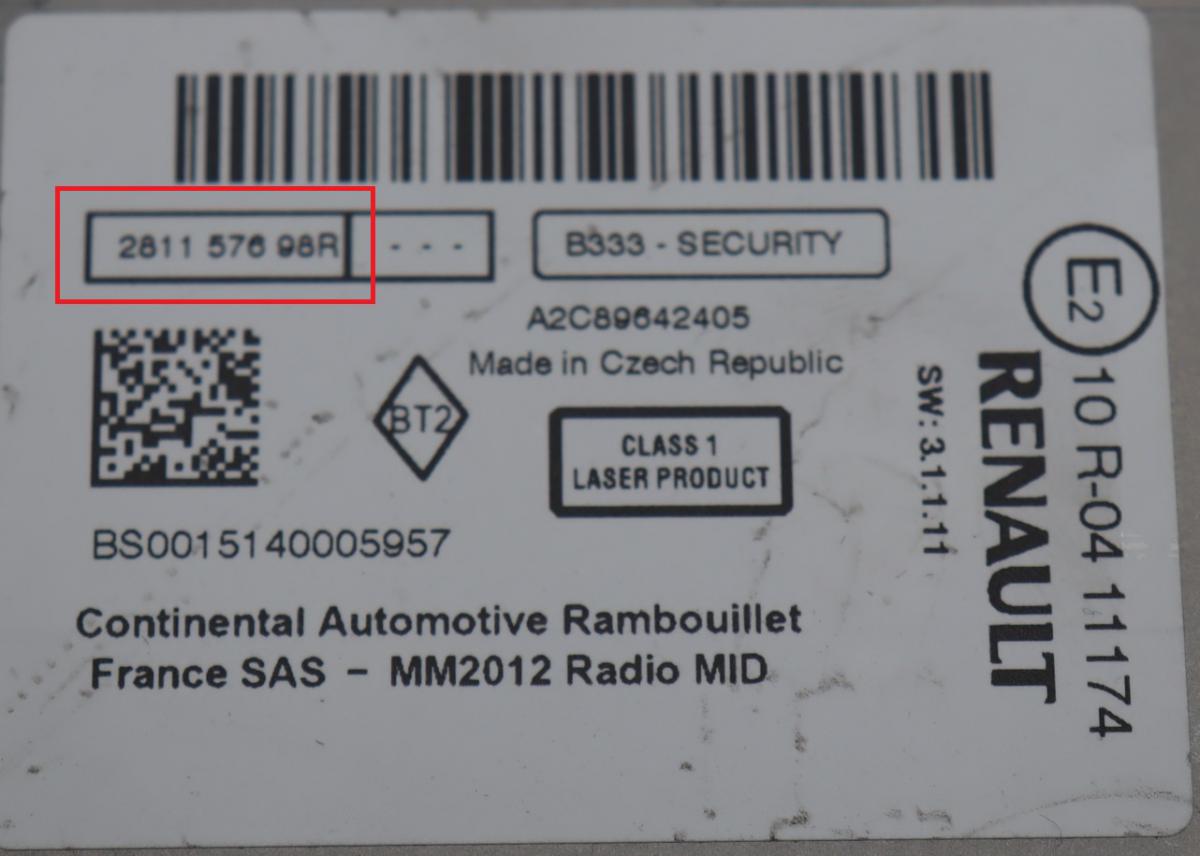 2811 576 98R - - -
B333 - SECURITY
A2C89642405
Made in Czech Republic
BT2
CLASS 1
LASER PRODUCT
BS0015140005957
Continental Automotive Rambouillet
France SAS – MM2012 Radio MID
SW: 3.1.1.11
RENAULT
E2
10 R-04 11174